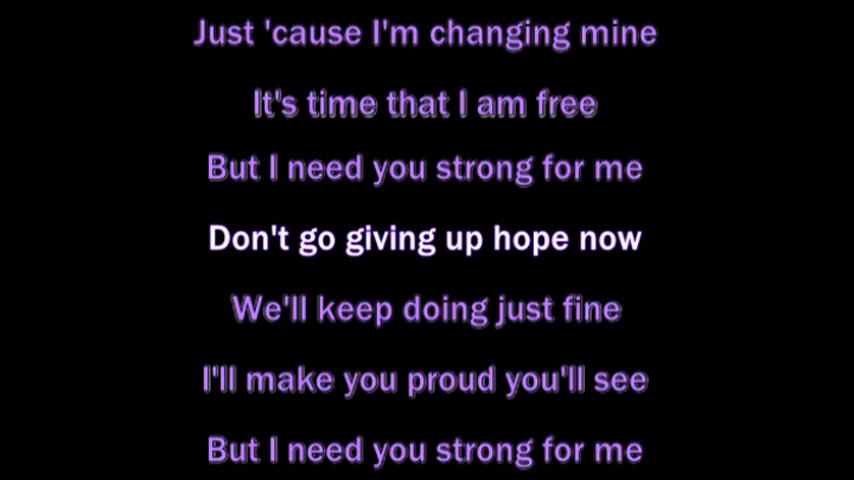 Just 'cause I'm changing mine
It's time that I am free
But I need you strong for me
Don't go giving up hope now
We'll keep doing just fine
I'll make you proud you'll see
But I need you strong for me